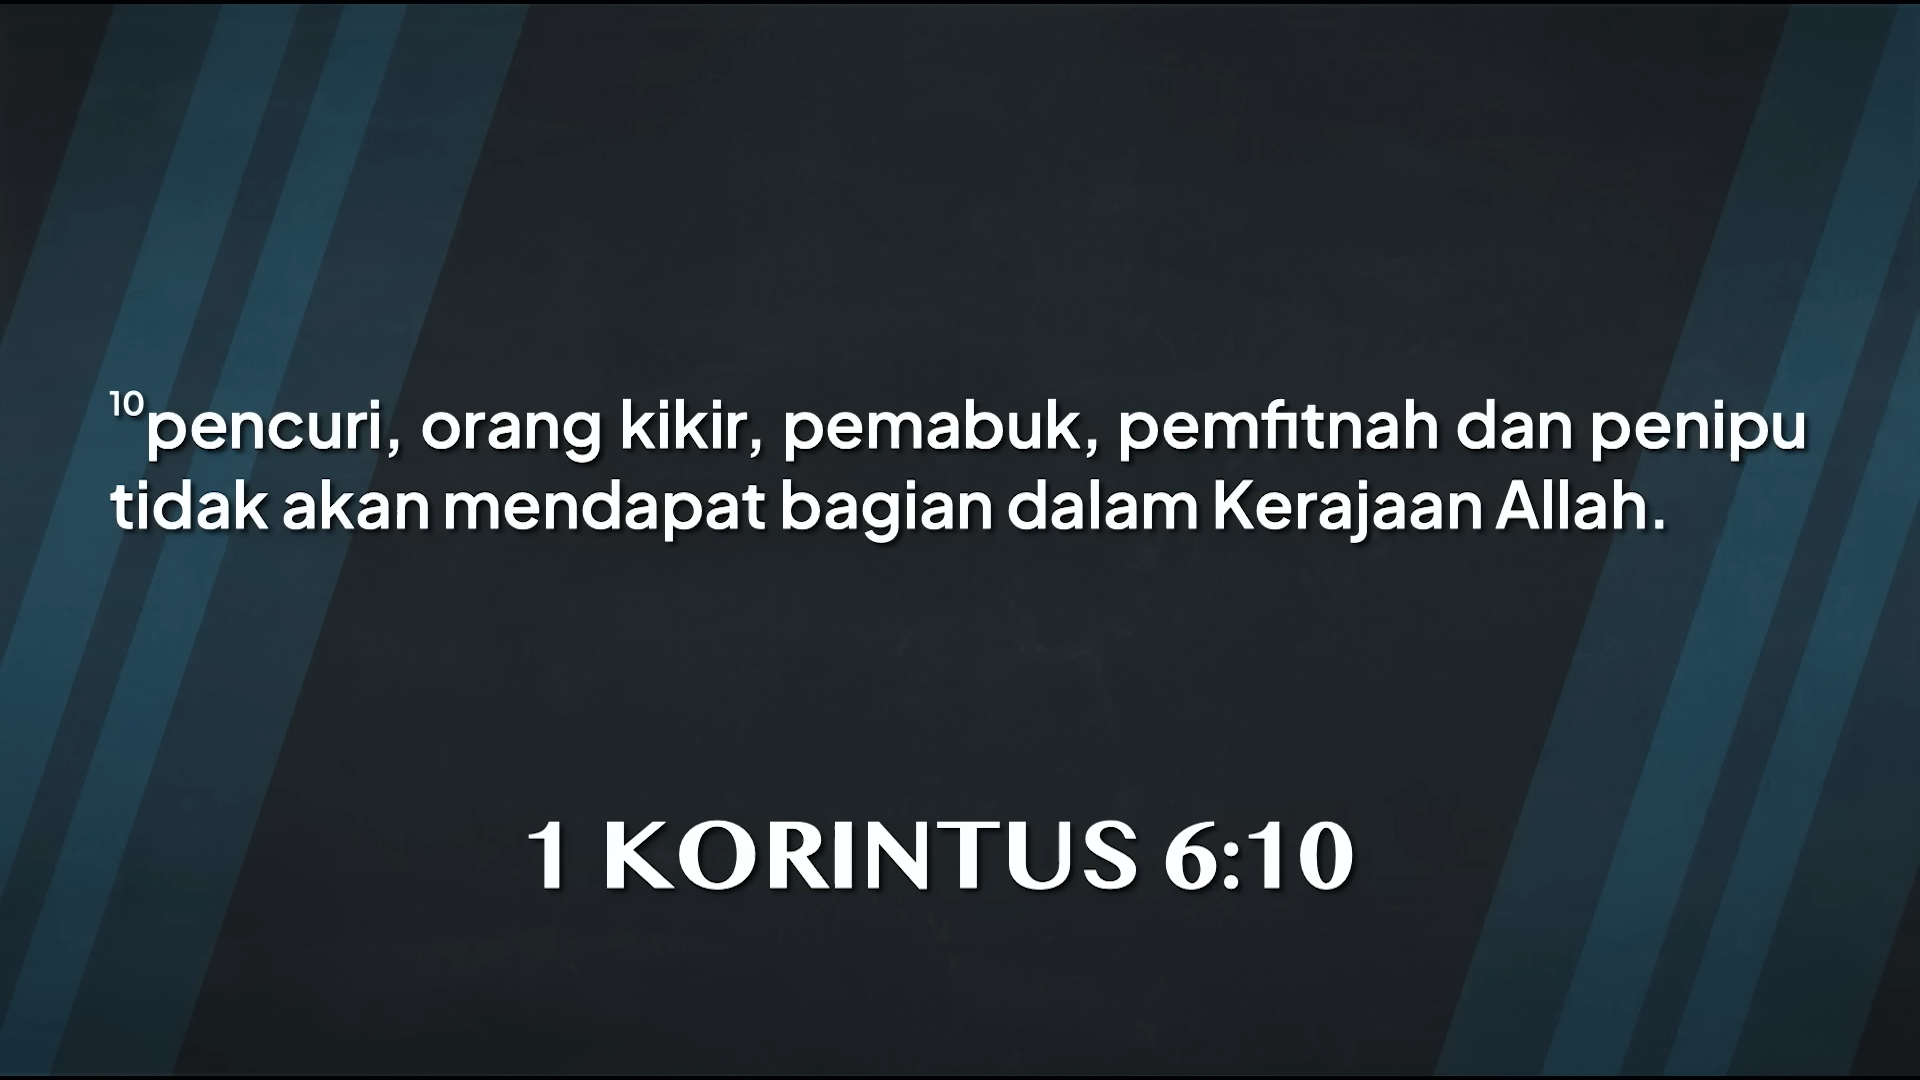 ¹⁰pencuri, orang kikir, pemabuk, pemfitnah dan penipu
tidak akan mendapat bagian dalam Kerajaan Allah.
1 KORINTUS 6:10